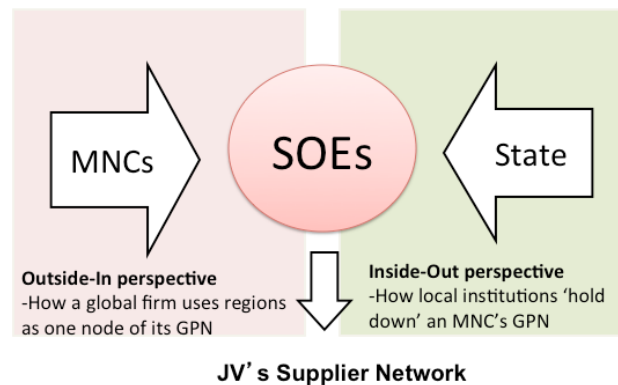 MNCs
SOEs
State
Outside-In perspective
-How a global firm uses regions
as one node of its GPN
Inside-Out perspective
-How local institutions ‘hold
down’ an MNC’s GPN
JV’s Supplier Network